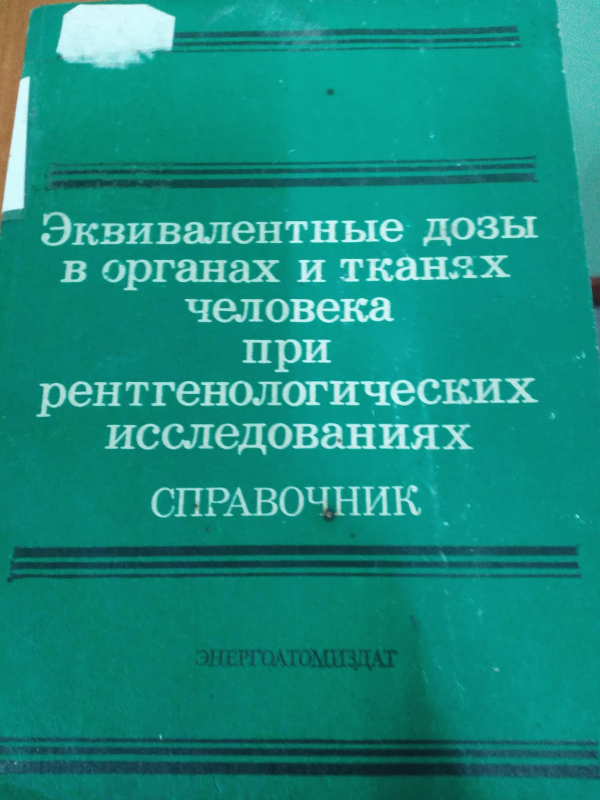 Эквивалентные дозы
в органах и тканях
человека
при
рентгенологических
исследованиях
СПРАВОЧНИК
ЭНЕРГОАТОМИЗДАТ